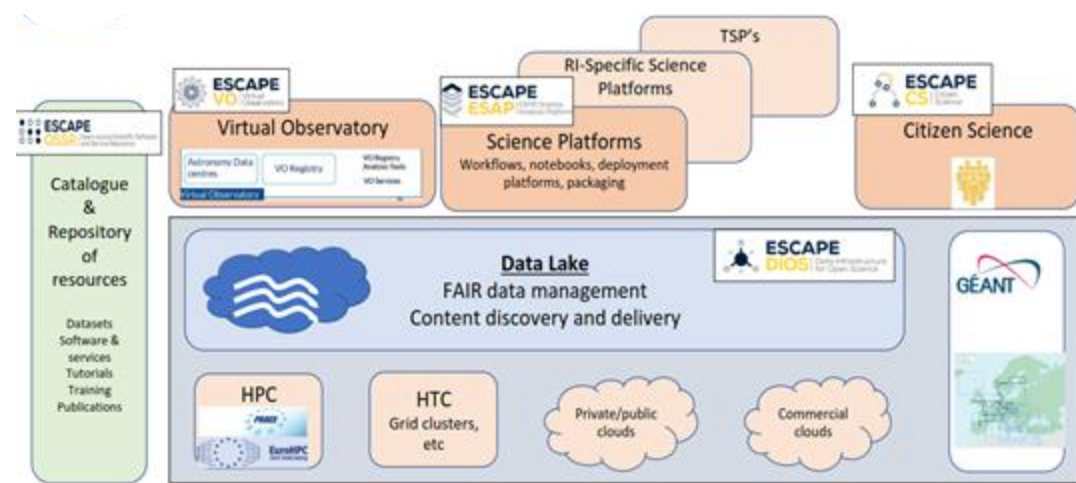 TSP's
RI-Specific Science
Platforms
ESCAPE
VO
Virtual
Observatory
ESCAPE
ESAP
ESCAPE
CS
Citizen
Science
ESCAPE
OSSR
Virtual Observatory
Astronomy Data
centres
VO Registry
VO Registry
Analysis Tools
VO Services
Virtual Observatory
Science Platforms
Workflows, notebooks, deployment
platforms, packaging
Citizen Science
Catalogue
&
Repository
of
resources
Datasets
Software &
services
Tutorials
Training
Publications
Data Lake
FAIR data management
Content discovery and delivery
ESCAPE
DIOS
Data Infrastructure
for Open Science
GÉANT
HPC
PRACE
EuroHPC
HTC
Grid clusters,
etc
Private/public
clouds
Commercial
clouds